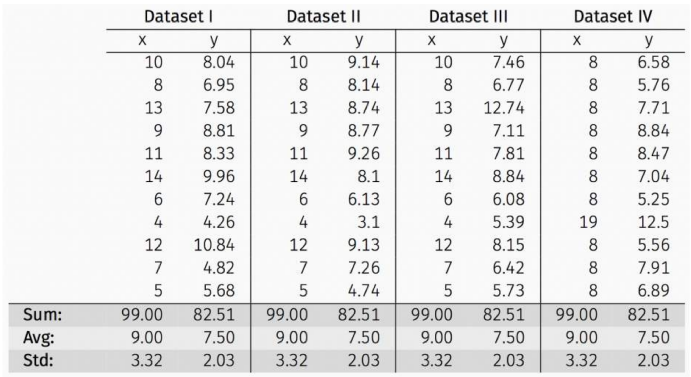 Dataset I Dataset II Dataset III Dataset IV
x y x y x y x y
10 8.04 10 9.14 10 7.46 8 6.58
8 6.95 8 8.14 8 6.77 8 5.76
13 7.58 13 8.74 13 12.74 8 7.71
9 8.81 9 8.77 9 7.11 8 8.84
11 8.33 11 9.26 11 7.81 8 8.47
14 9.96 14 8.1 14 8.84 8 7.04
6 7.24 6 6.13 6 6.08 8 5.25
4 4.26 4 3.1 4 5.39 19 12.5
12 10.84 12 9.13 12 8.15 8 5.56
7 4.82 7 7.26 7 6.42 8 7.91
5 5.68 5 4.74 5 5.73 8 6.89
Sum: 99.00 82.51 99.00 82.51 99.00 82.51 99.00 82.51
Avg: 9.00 7.50 9.00 7.50 9.00 7.50 9.00 7.50
Std: 3.32 2.03 3.32 2.03 3.32 2.03 3.32 2.03